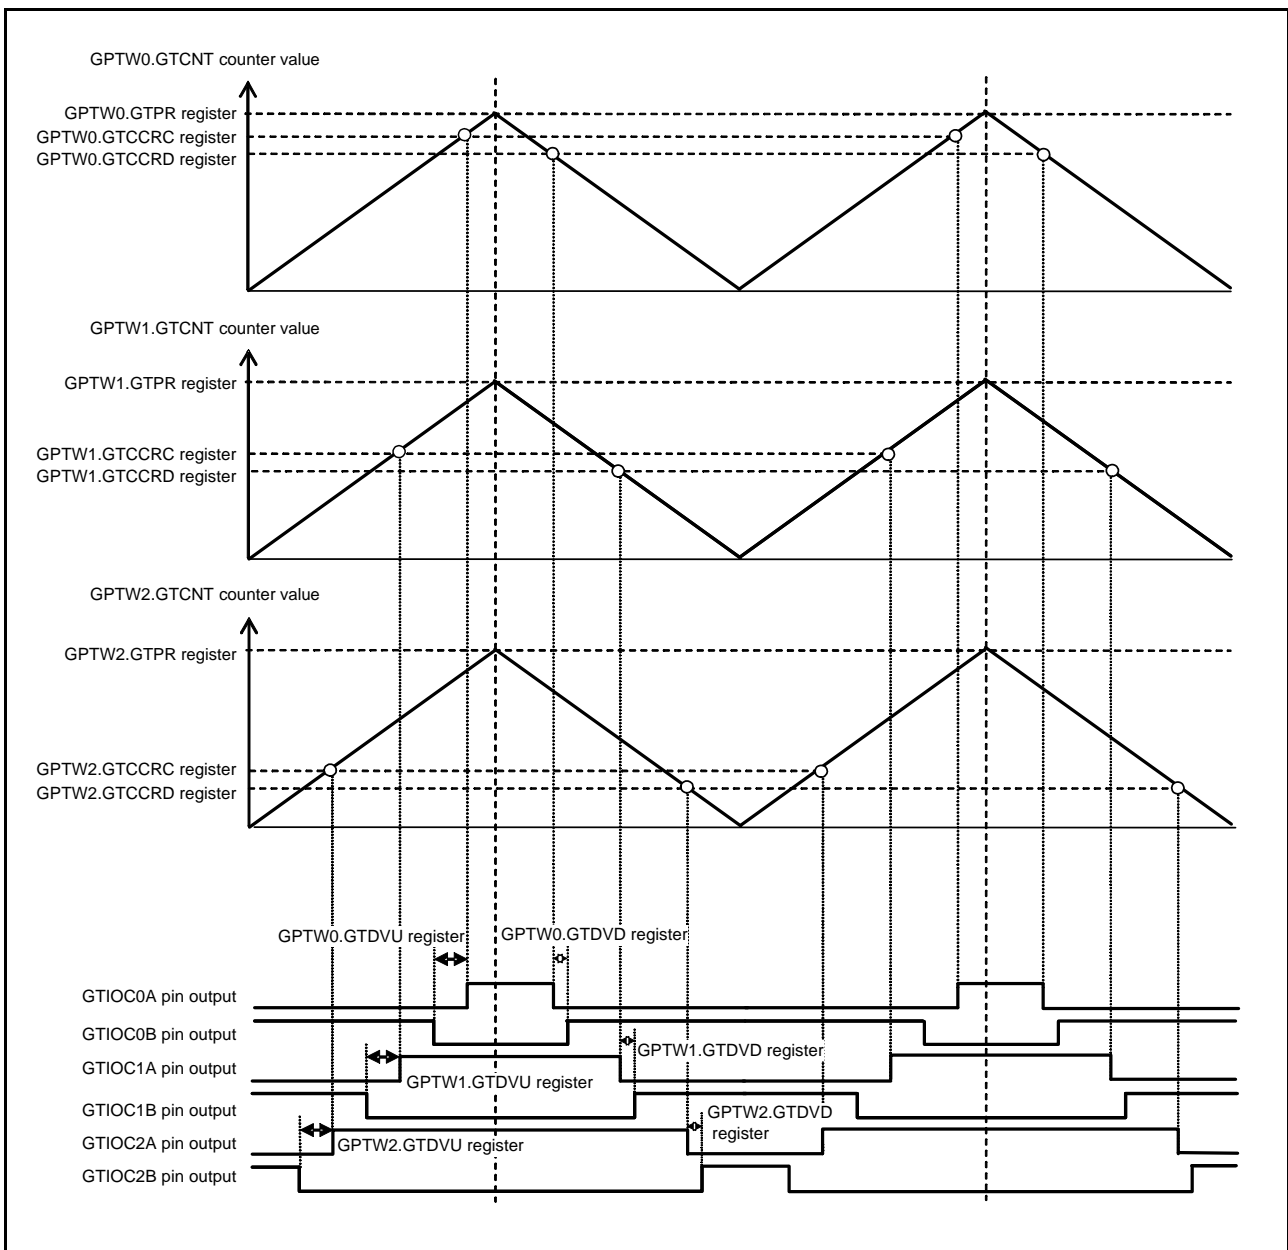 GPTW0.GTCNT counter value
GPTW0.GTPR register
GPTW0.GTCCRC register
GPTW0.GTCCRD register
GPTW1.GTCNT counter value
GPTW1.GTPR register
GPTW1.GTCCRC register
GPTW1.GTCCRD register
GPTW2.GTCNT counter value
GPTW2.GTPR register
GPTW2.GTCCRC register
GPTW2.GTCCRD register
GPTW0.GTDVU register
GPTW0.GTDVD register
GTIOC0A pin output
GTIOC0B pin output
GPTW1.GTDVD register
GTIOC1A pin output
GPTW1.GTDVU register
GTIOC1B pin output
GPTW2.GTDVD
register
GTIOC2A pin output
GPTW2.GTDVU register
GTIOC2B pin output